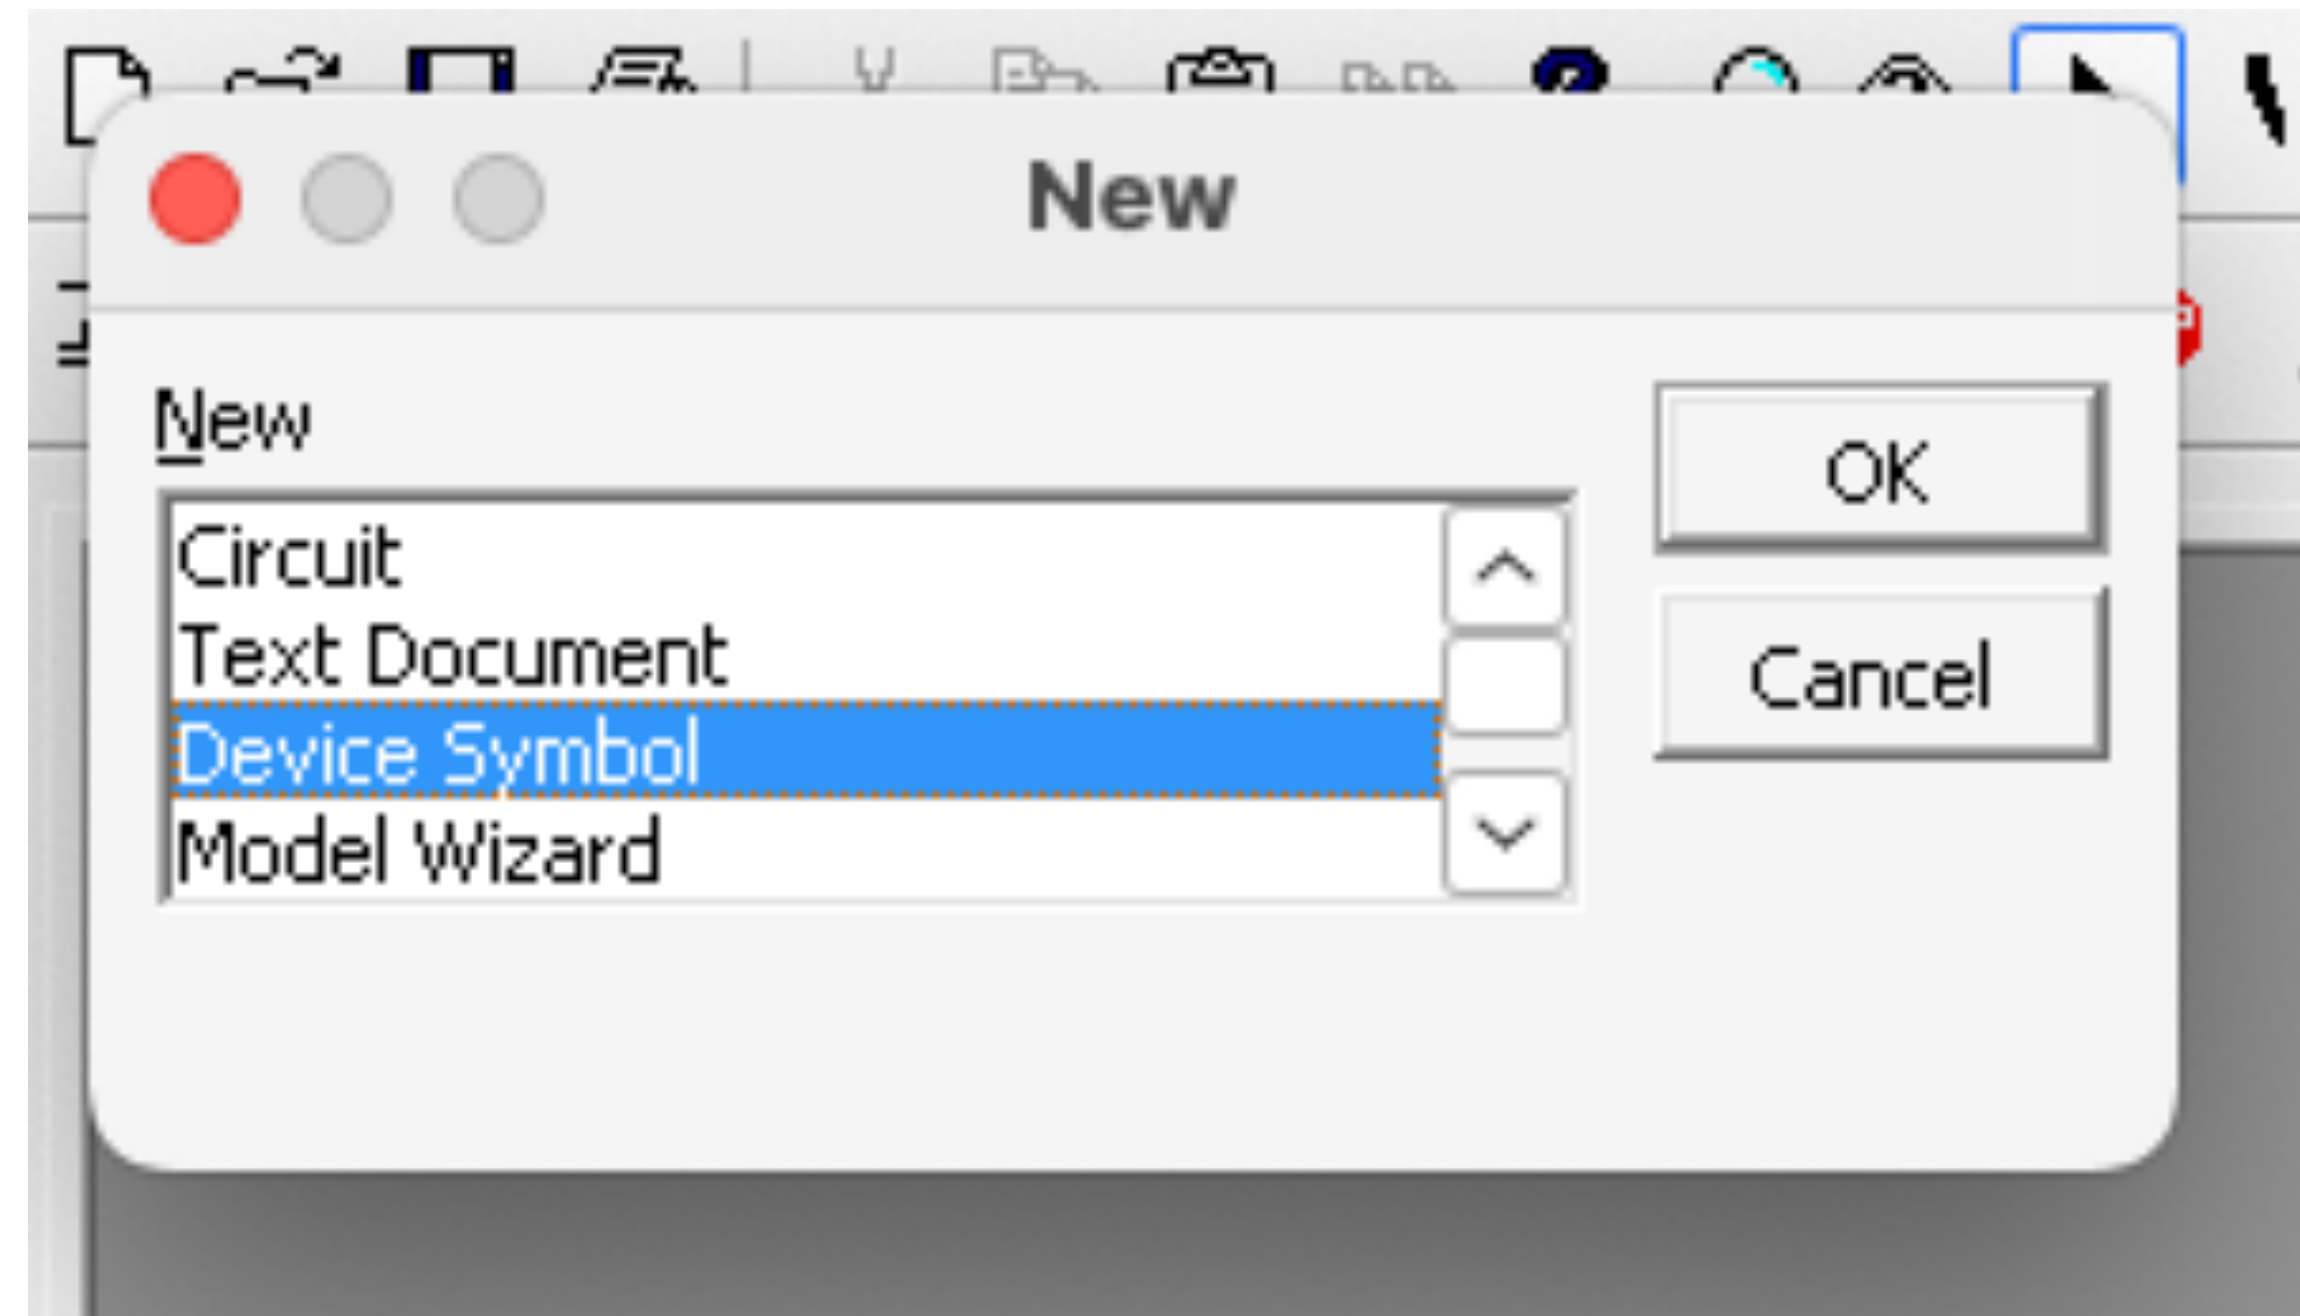 New
New
Circuit
Text Document
Device Symbol
Model Wizard
OK
Cancel